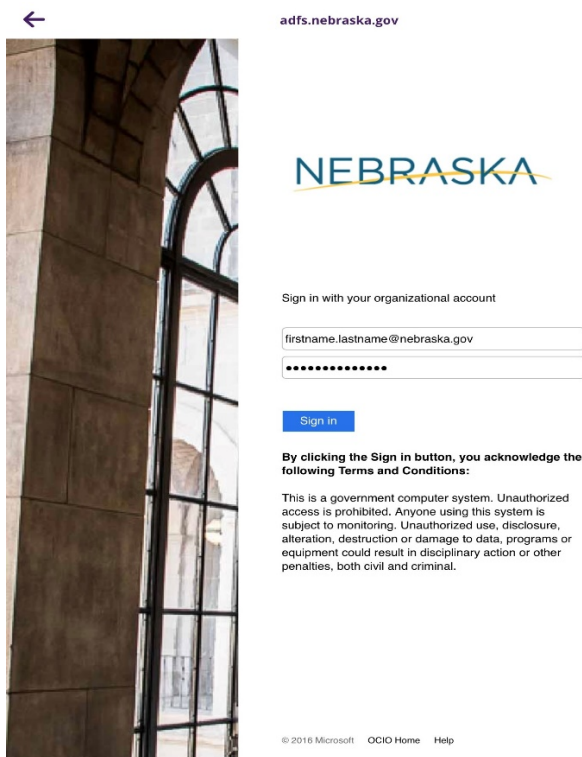 adfs.nebraska.gov
NEBRASKA
Sign in with your organizational account
firstname.lastname@nebraska.gov
••••••••••••••
Sign in
By clicking the Sign in button, you acknowledge the
following Terms and Conditions:
This is a government computer system. Unauthorized
access is prohibited. Anyone using this system is
subject to monitoring. Unauthorized use, disclosure,
alteration, destruction or damage to data, programs or
equipment could result in disciplinary action or other
penalties, both civil and criminal.
© 2016 Microsoft OCIO Home Help